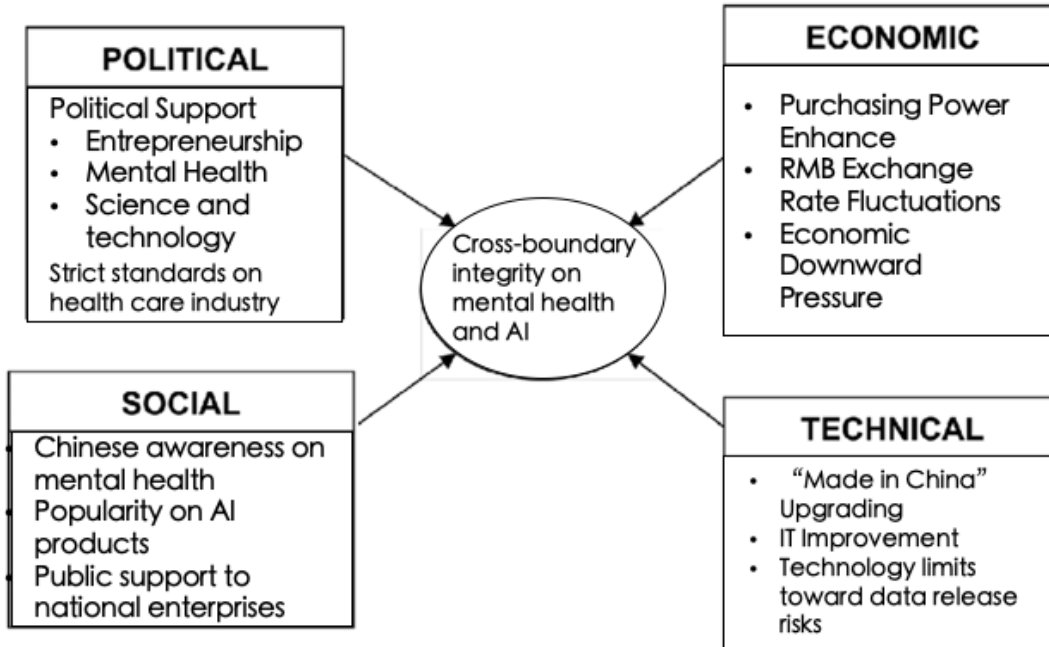 POLITICAL
Political Support
• Entrepreneurship
• Mental Health
• Science and
technology
Strict standards on
health care industry
ECONOMIC
• Purchasing Power
Enhance
• RMB Exchange
Rate Fluctuations
• Economic
Downward
Pressure
Cross-boundary
integrity on
mental health
and AI
SOCIAL
• Chinese awareness on
mental health
• Popularity on AI
products
• Public support to
national enterprises
TECHNICAL
• “Made in China”
Upgrading
• IT Improvement
• Technology limits
toward data release
risks